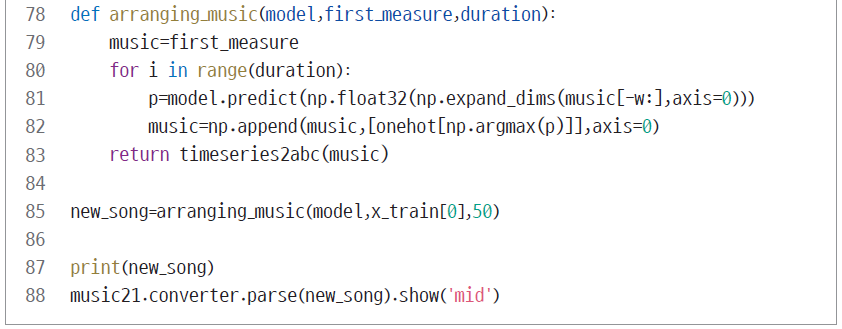 78 def arranging_music(model,first_measure,duration):
79     music=first_measure
80     for i in range(duration):
81         p=model.predict(np.float32(np.expand_dims(music[-w:],axis=0)))
82         music=np.append(music,[onehot[np.argmax(p)]],axis=0)
83     return timeseries2abc(music)
84
85 new_song=arranging_music(model,x_train[0],50)
86
87 print(new_song)
88 music21.converter.parse(new_song).show('mid')